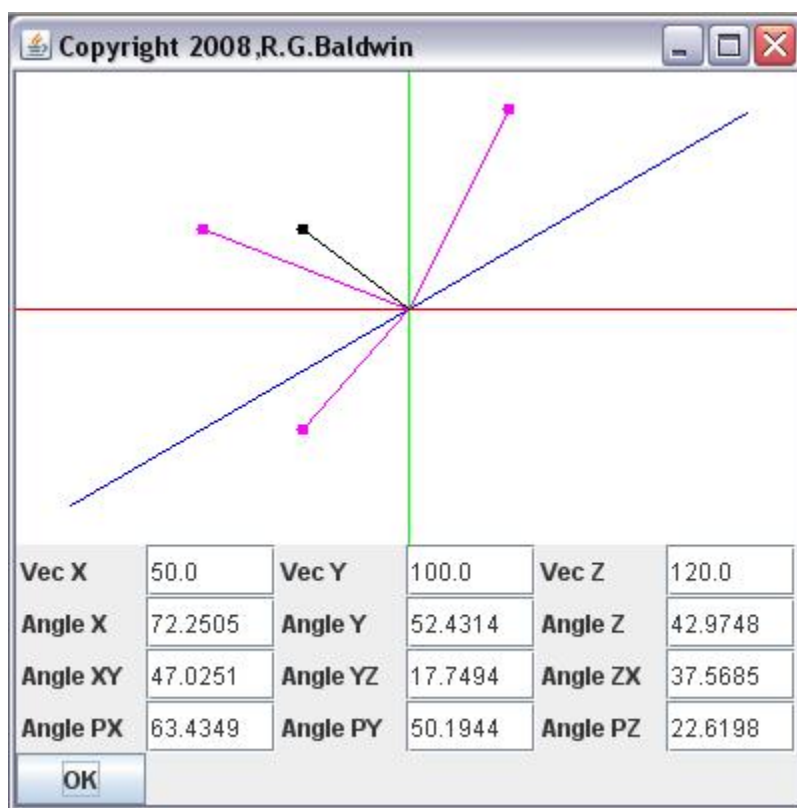 Copyright 2008,R.G.Baldwin
Vec X 50.0 Vec Y 100.0 Vec Z 120.0
Angle X 72.2505 Angle Y 52.4314 Angle Z 42.9748
Angle XY 47.0251 Angle YZ 17.7494 Angle ZX 37.5685
Angle PX 63.4349 Angle PY 50.1944 Angle PZ 22.6198
OK